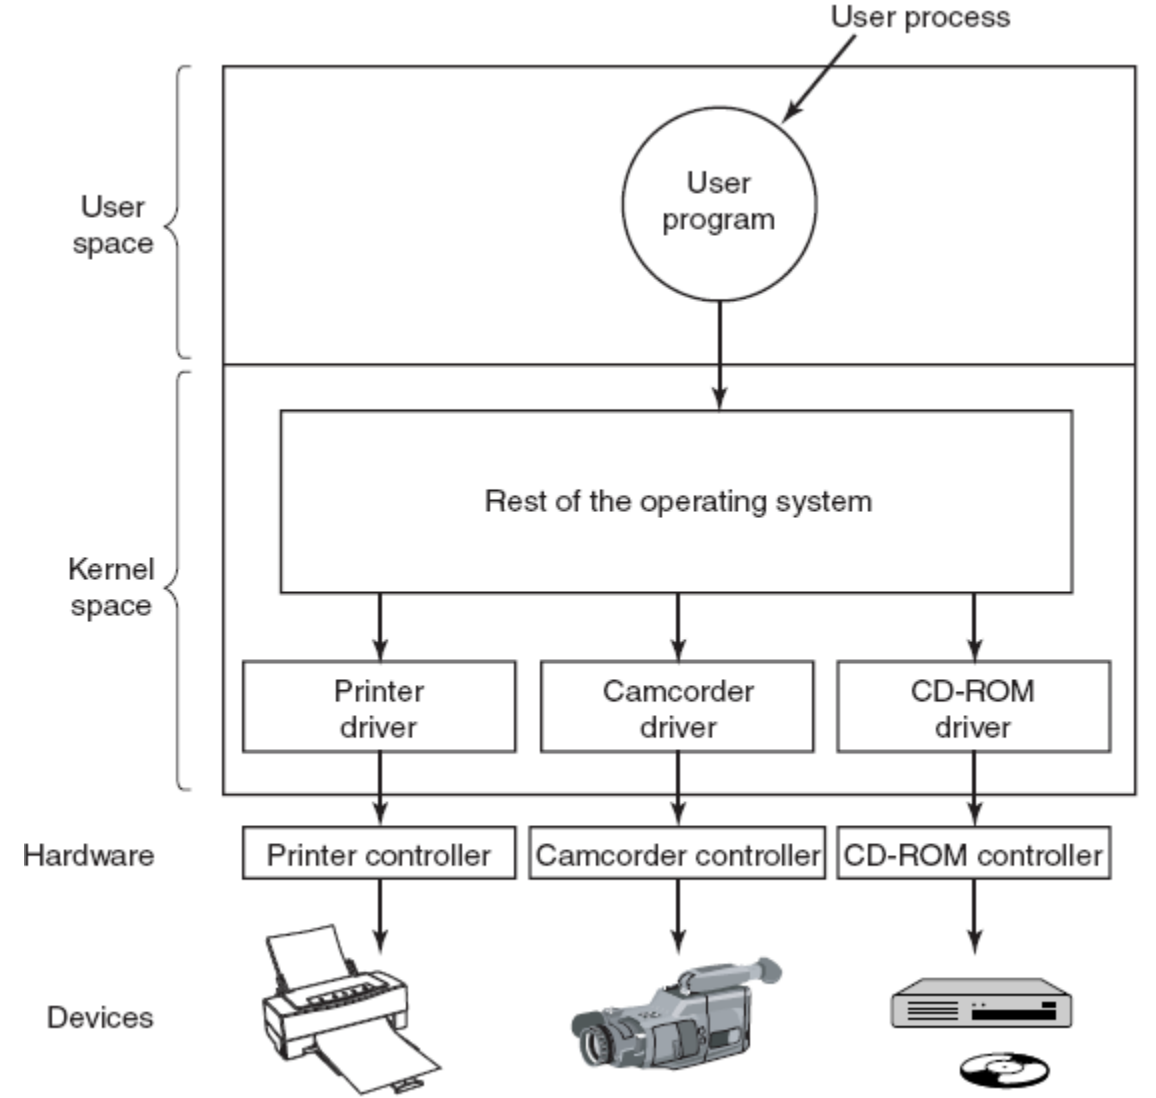 User process
User
program
User
space
Rest of the operating system
Kernel
space
Printer
driver
Camcorder
driver
CD-ROM
driver
Hardware
Printer controller
Camcorder controller
CD-ROM controller
Devices